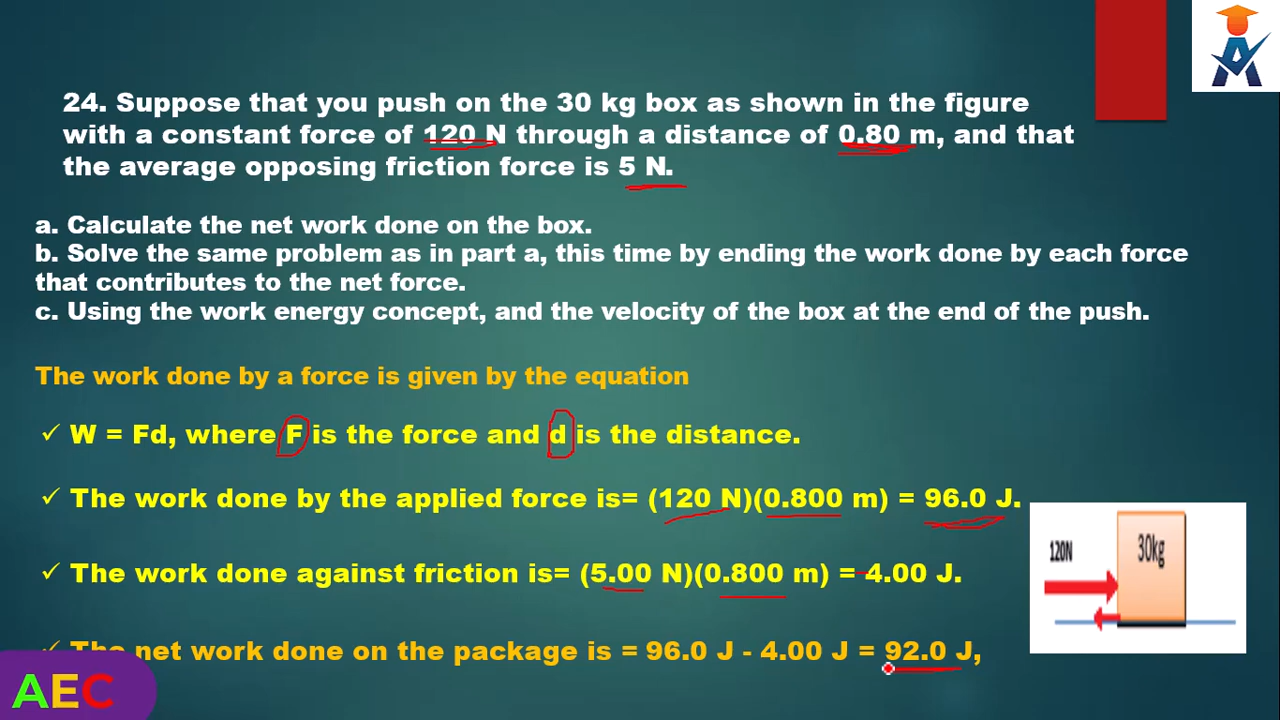 24. Suppose that you push on the 30 kg box as shown in the figure
with a constant force of 120 N through a distance of 0.80 m, and that
the average opposing friction force is 5 N.
a. Calculate the net work done on the box.
b. Solve the same problem as in part a, this time by ending the work done by each force
that contributes to the net force.
c. Using the work energy concept, and the velocity of the box at the end of the push.
The work done by a force is given by the equation
✓ W = Fd, where F is the force and d is the distance.
✓ The work done by the applied force is= (120 N)(0.800 m) = 96.0 J.
✓ The work done against friction is= (5.00 N)(0.800 m) = -4.00 J.
✓ The net work done on the package is = 96.0 J - 4.00 J = 92.0 J,
120N
30kg
AEC